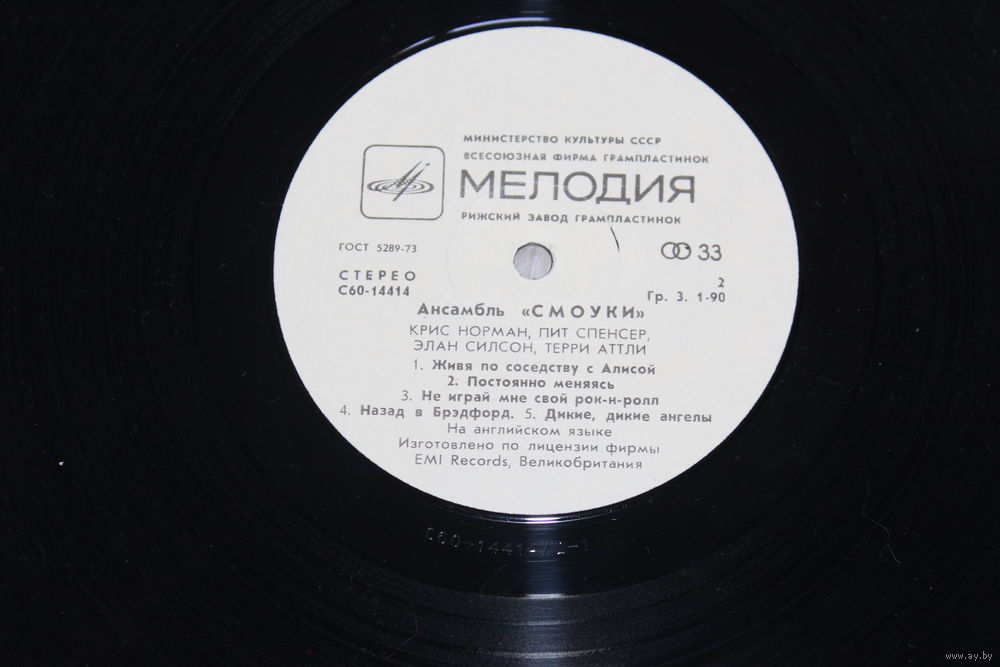 МИНИСТЕРСТВО КУЛЬТУРЫ СССР
ВСЕСОЮЗНАЯ ФИРМА ГРАМПЛАСТИНОК
МЕЛОДИЯ
РИЖСКИЙ ЗАВОД ГРАМПЛАСТИНОК
ГОСТ 5289-73
33
СТЕРЕО
2
С60-14414
Гр. 3. 1-90
Ансамбль «СМОУКИ»
КРИС НОРМАН, ПИТ СПЕНСЕР,
ЭЛАН СИЛСОН, ТЕРРИ АТТЛИ
1. Живя по соседству с Алисой
2. Постоянно меняясь
3. Не играй мне свой рок-н-ролл
4. Назад в Брэдфорд. 5. Дикие, дикие ангелы
На английском языке
Изготовлено по лицензии фирмы
EMI Records, Великобритания
www.ay.by